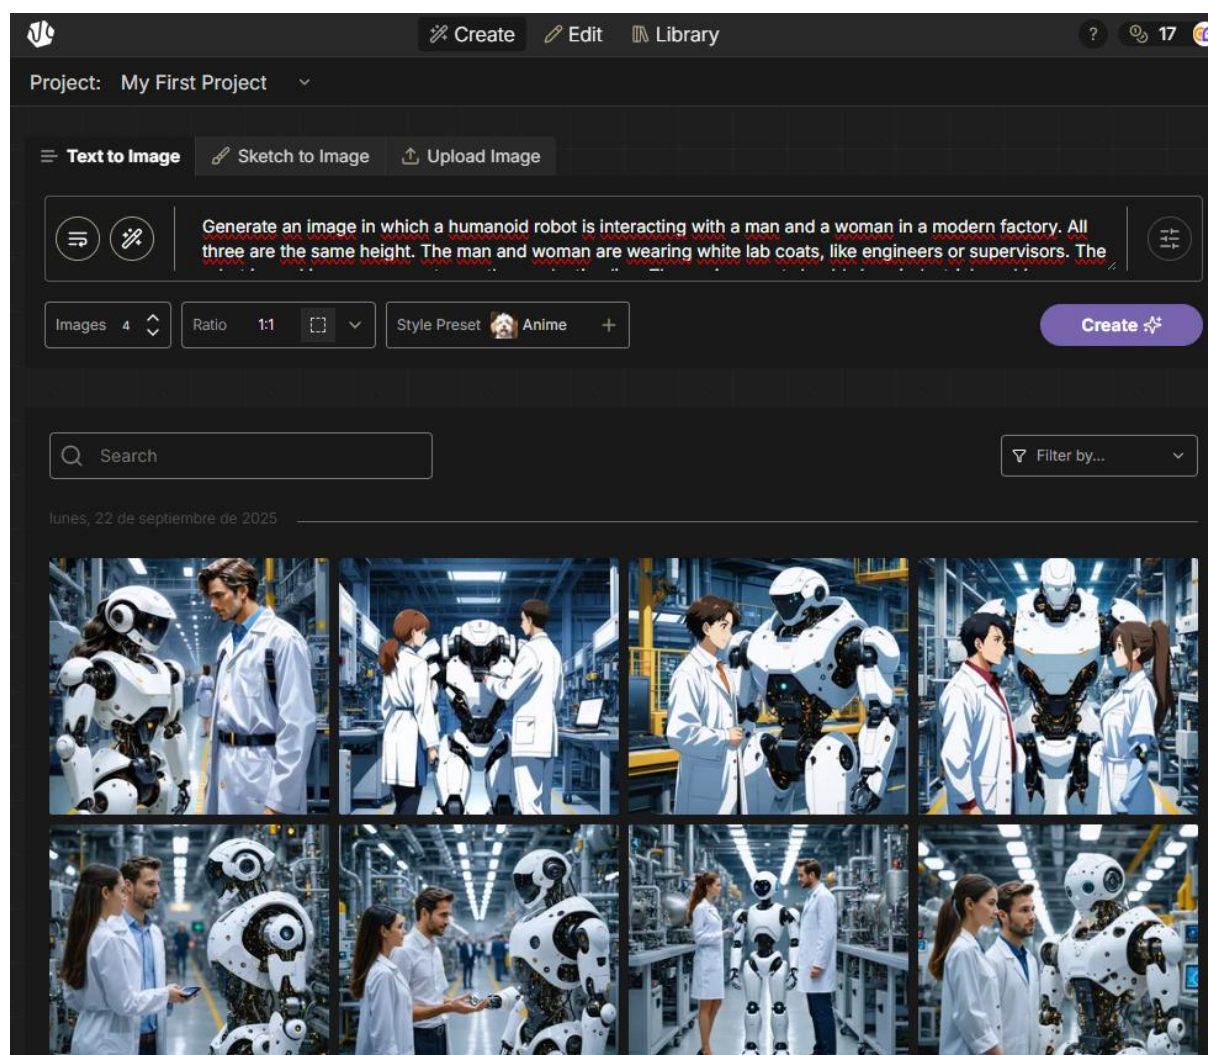 Create
Edit
Library
?
17
Project: My First Project
Text to Image
Sketch to Image
Upload Image
Generate an image in which a humanoid robot is interacting with a man and a woman in a modern factory. All
three are the same height. The man and woman are wearing white lab coats, like engineers or supervisors. The
Images 4
Ratio 1:1
Style Preset Anime +
Create
Search
Filter by...
lunes, 22 de septiembre de 2025